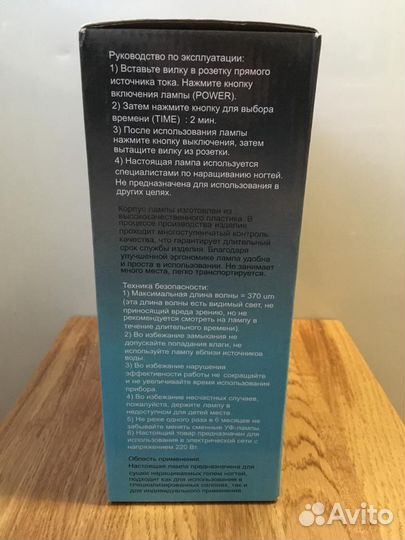 Руководство по эксплуатации:
1) Вставьте вилку в розетку прямого
источника тока. Нажмите кнопку
включения лампы (POWER).
2) Затем нажмите кнопку для выбора
времени (TIME) : 2 мин.
3) После использования лампы
нажмите кнопку выключения, затем
вытащите вилку из розетки.
4) Настоящая лампа используется
специалистами по наращиванию ногтей.
Не предназначена для использования в
других целях.
Корпус лампы изготовлен из
высококачественного пластика. В
процессе производства изделие
проходит многоступенчатый контроль
качества, что гарантирует длительный
срок службы изделия. Благодаря
улучшенной эргономике лампа удобна
и проста в использовании. Не занимает
много места, легко транспортируется.
Техника безопасности:
1) Максимальная длина волны = 370 um
(эта длина волны есть видимый свет, не
приносящий вреда зрению, но не
рекомендуется смотреть на лампу в
течение длительного времени).
2) Во избежание замыкания не
допускайте попадания влаги, не
используйте лампу вблизи источников
воды.
3) Во избежание нарушения
эффективности работы не сокращайте
и не увеличивайте время использования
прибора.
4) Во избежание несчастных случаев,
пожалуйста, держите лампу в
недоступном для детей месте.
5) Не реже одного раза в 6 месяцев не
забывайте менять сменные УФ-лампы.
6) Настоящий товар предназначен для
использования в электрической сети с
напряжением 220 Вт.
Область применения:
Настоящая лампа предназначена для
сушки наращиваемых гелем ногтей,
подходит как для использования в
специализированных салонах, так и
для индивидуального применения
Avito